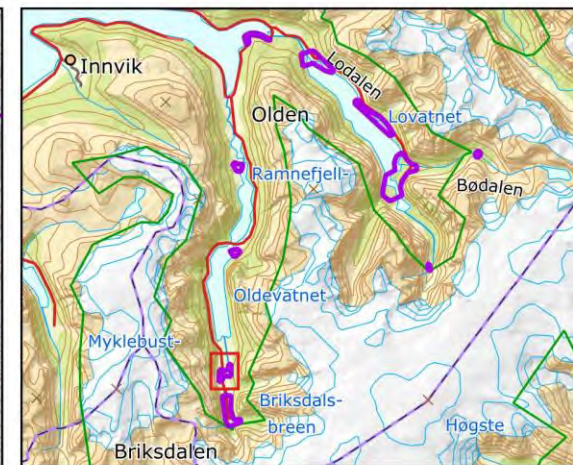 Innvik
Lodalen
Olden
Lovatnet
Ramnefjell-
Bødalen
Oldevatnet
Myklebust-
Briksdals-
breen
Høgste
Briksdalen